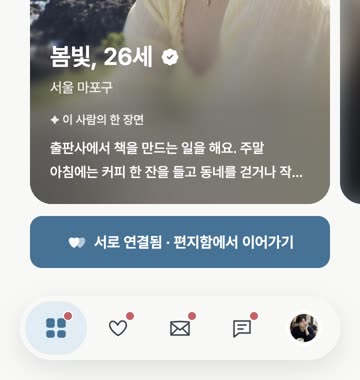 봄빛, 26세
서울 마포구
이 사람의 한 장면
출판사에서 책을 만드는 일을 해요. 주말
아침에는 커피 한 잔을 들고 동네를 걷거나 작...
서로 연결됨 · 편지함에서 이어가기